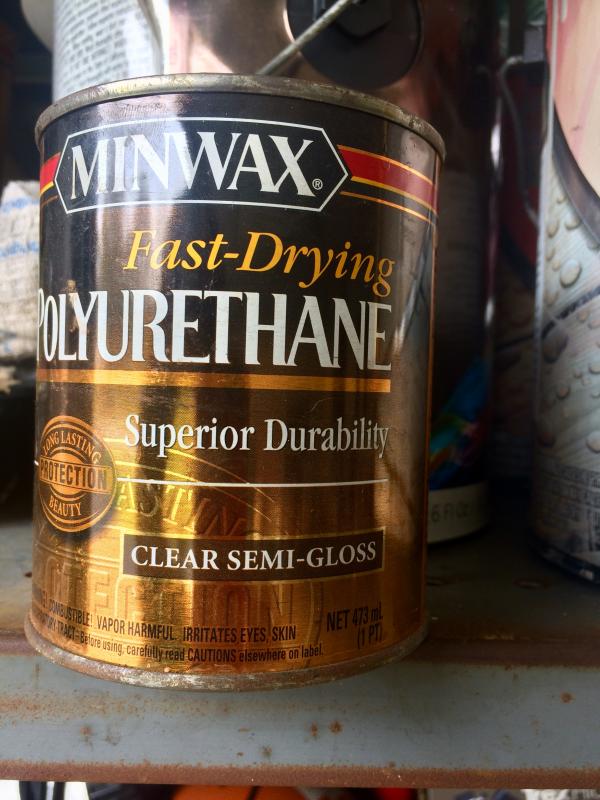 MINWAX®
Fast-Drying
POLYURETHANE
Superior Durability
LONG LASTING
PROTECTION
BEAUTY
CLEAR SEMI-GLOSS
COMBUSTIBLE! VAPOR HARMFUL. IRRITATES EYES, SKIN
TRACT-Before using, carefully read CAUTIONS elsewhere on label.
NET 473 mL
(1 PT)